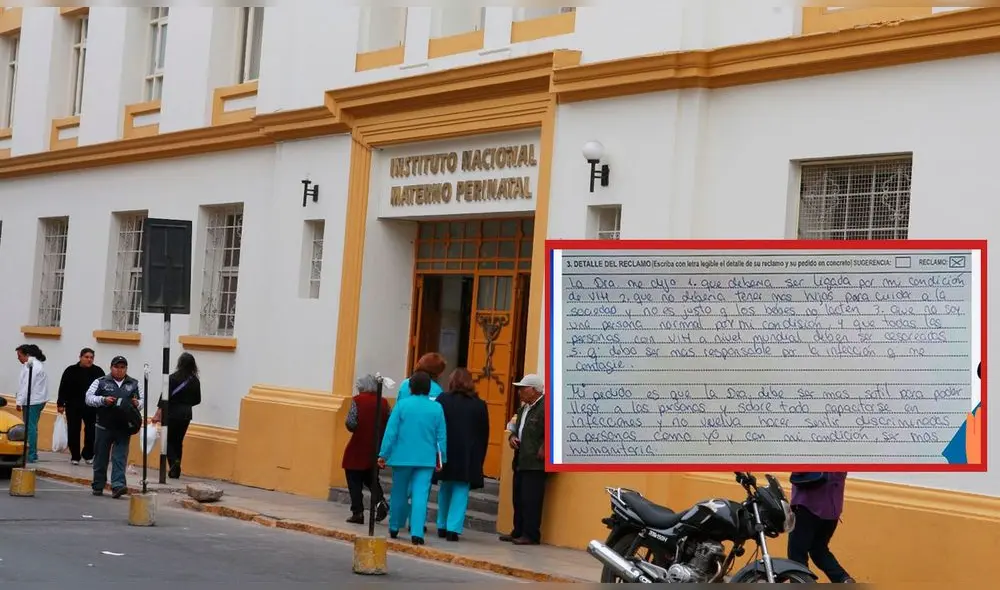 INSTITUTO NACIONAL
MATERNO PERINATAL
3. DETALLE DEL RECLAMO (Escriba con letra legible el detalle de su reclamo y su pedido en concreto) SUGERENCIA: RECLAMO: X
La Dra me dijo 1. que deberia ser ligada por mi condición
de VIH 2. que no deberia tener mas hijos para cuidar a la
sociedad y no es justo a los bebes no lacten 3. que no soy
una persona normal por mi condición y que todas las
personas con VIH a nivel mundial deben ser
5. q debo ser mas responsable por la infección a me
contagie.
Mi pedido es que la Dra, debe ser mas sutil para poder
llegar a las personas y sobre todo capacitarse en
infecciones y no vuelva hacer sentir discriminadas
a personas como yo y con mi condición, ser mas
humanitaria.